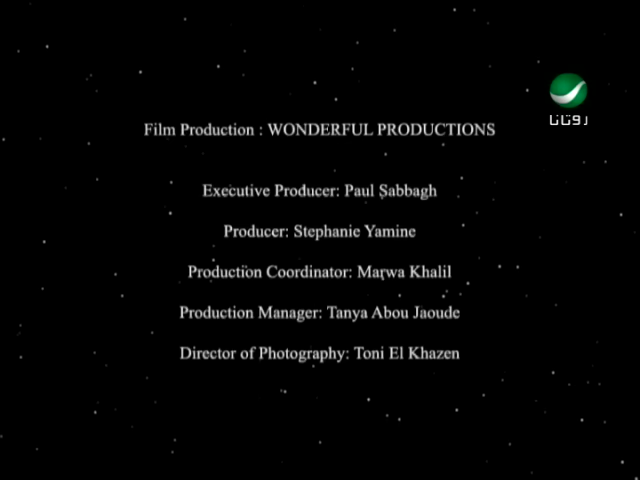 روتانا
Film Production : WONDERFUL PRODUCTIONS
Executive Producer: Paul Sabbagh
Producer: Stephanie Yamine
Production Coordinator: Marwa Khalil
Production Manager: Tanya Abou Jaoude
Director of Photography: Toni El Khazen